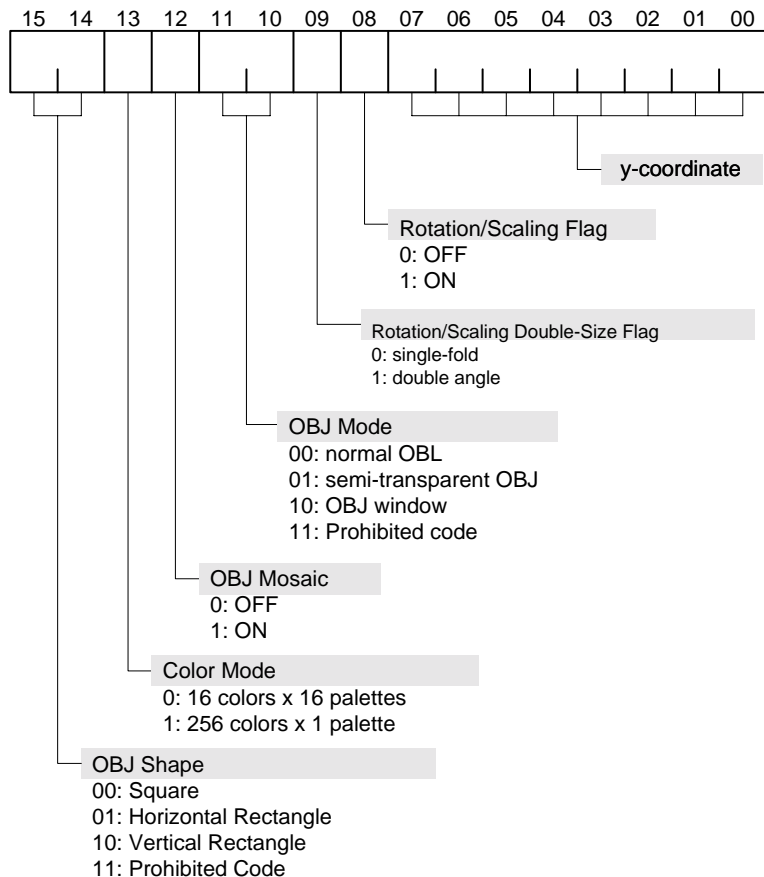 15 14 13 12 11 10 09 08 07 06 05 04 03 02 01 00
y-coordinate
Rotation/Scaling Flag
0: OFF
1: ON
Rotation/Scaling Double-Size Flag
0: single-fold
1: double angle
OBJ Mode
00: normal OBL
01: semi-transparent OBJ
10: OBJ window
11: Prohibited code
OBJ Mosaic
0: OFF
1: ON
Color Mode
0: 16 colors x 16 palettes
1: 256 colors x 1 palette
OBJ Shape
00: Square
01: Horizontal Rectangle
10: Vertical Rectangle
11: Prohibited Code